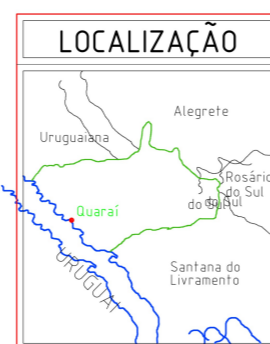 LOCALIZAÇÃO
Alegrete
Uruguaiana
Rosário
do Sul
do Sul
Quaraí
URUGUAI
Santana do
Livramento